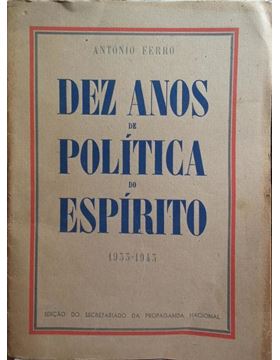 ANTÓNIO FERRO
DEZ ANOS
DE
POLÍTICA
DO
ESPÍRITO
1933-1943
EDIÇÃO DO SECRETARIADO DA PROPAGANDA NACIONAL